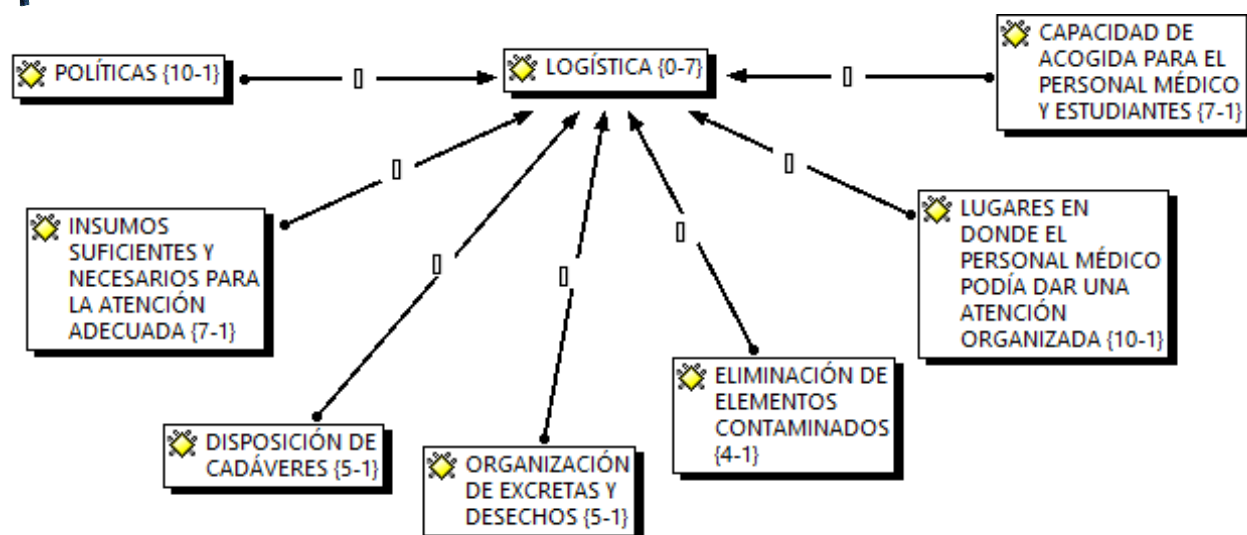 POLÍTICAS {10-1}
LOGÍSTICA {0-7}
CAPACIDAD DE
ACOGIDA PARA EL
PERSONAL MÉDICO
Y ESTUDIANTES {7-1}
INSUMOS
SUFICIENTES Y
NECESARIOS PARA
LA ATENCIÓN
ADECUADA {7-1}
LUGARES EN
DONDE EL
PERSONAL MÉDICO
PODÍA DAR UNA
ATENCIÓN
ORGANIZADA {10-1}
DISPOSICIÓN DE
CADÁVERES {5-1}
ORGANIZACIÓN
DE EXCRETAS Y
DESECHOS {5-1}
ELIMINACIÓN DE
ELEMENTOS
CONTAMINADOS
{4-1}